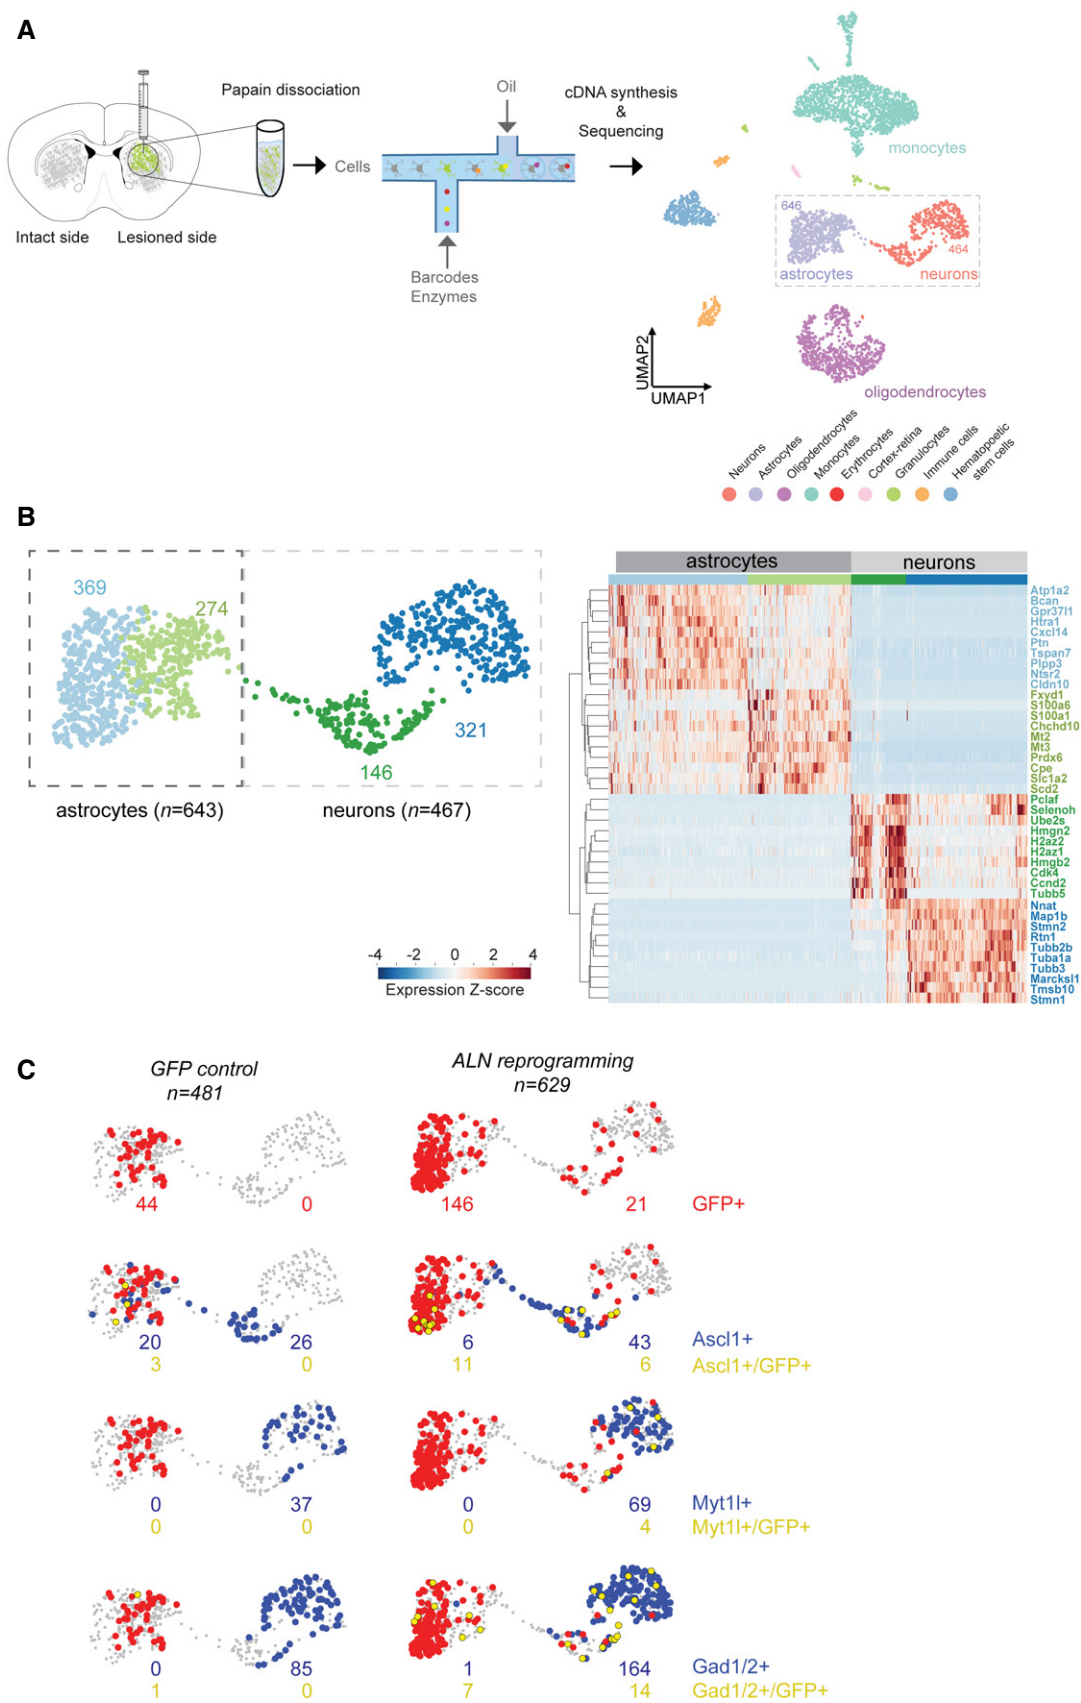 A
Papain dissociation
Oil
cDNA synthesis
&
Sequencing
Cells
Intact side
Lesioned side
Barcodes
Enzymes
monocytes
646
464
astrocytes
neurons
UMAP2
UMAP1
oligodendrocytes
Neurons
Astrocytes
Oligodendrocytes
Monocytes
Erythrocytes
Cortex-retina
Granulocytes
Immune cells
Hematopoetic
stem cells
B
369
274
321
146
astrocytes (n=643)
neurons (n=467)
-4 -2 0 2 4
Expression Z-score
astrocytes
neurons
Atp1a2
Bcan
Gpr37l1
Htra1
Cxcl14
Ptn
Tspan7
Plpp3
Ntsr2
Cldn10
Fxyd1
S100a6
S100a1
Chchd10
Mt2
Mt3
Prdx6
Cpe
Slc1a2
Scd2
Pclaf
Selenoh
Ube2s
Hmgn2
H2az2
H2az1
Hmgb2
Cdk4
Ccnd2
Tubb5
Nnat
Map1b
Stmn2
Rtn1
Tubb2b
Tuba1a
Tubb3
Marcksl1
Tmsb10
Stmn1
C
GFP control
n=481
ALN reprogramming
n=629
44 0 146 21 GFP+
20 26 6 43 Ascl1+
3 0 11 6 Ascl1+/GFP+
0 37 0 69 Myt1l+
0 0 0 4 Myt1l+/GFP+
0 85 1 164 Gad1/2+
1 0 7 14 Gad1/2+/GFP+